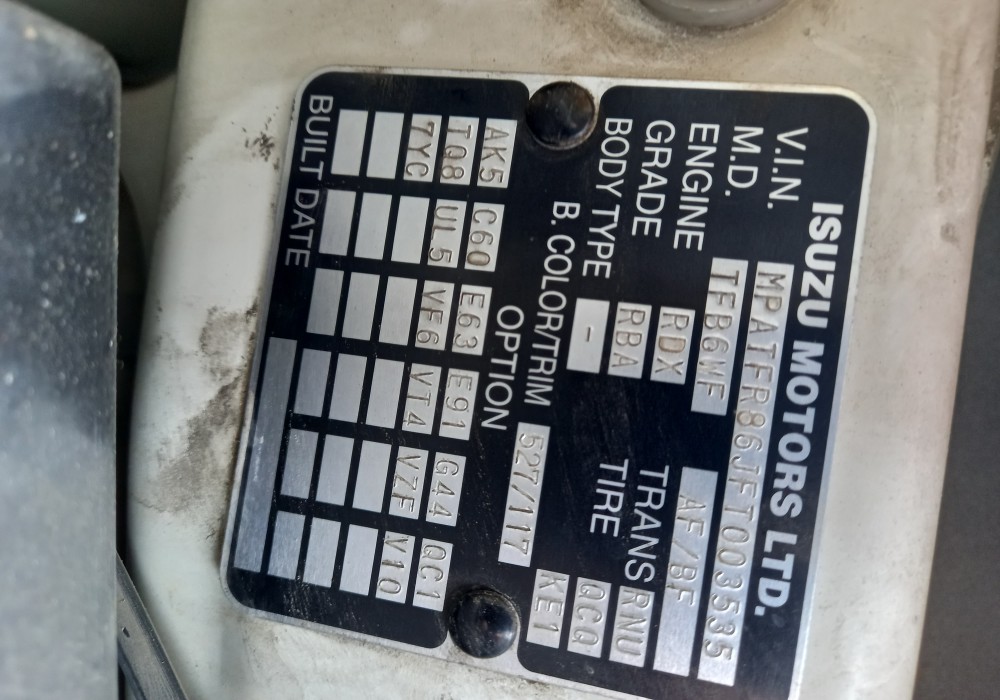 ISUZU MOTORS LTD.
V.I.N. MPATFR86JFT003535
M.D. TFB6WF AF/BF
ENGINE RDX TRANS RNU
GRADE RBA TIRE QCQ
BODY TYPE - KE1
B. COLOR/TRIM 527/117
OPTION
AK5 C60 E63 E91 G44 QC1
TQ8 UL5 VF6 VT4 VZF V10
7YC
BUILT DATE